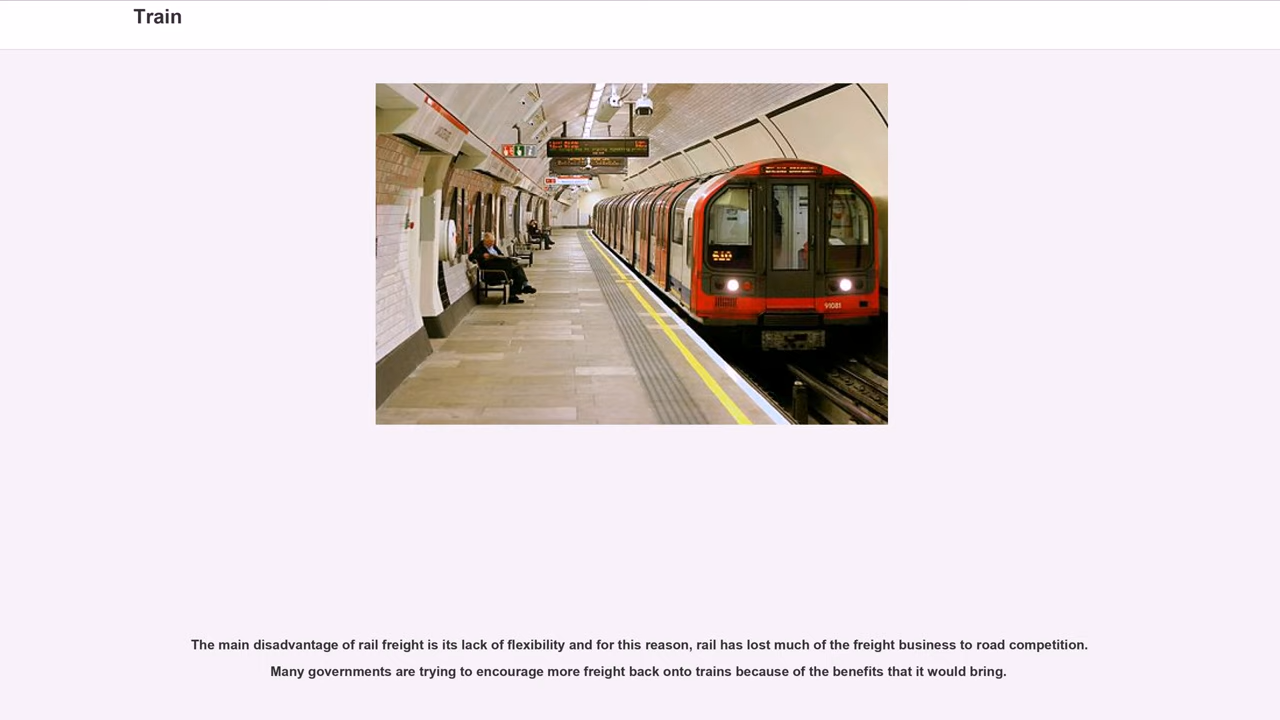 Train
91081
The main disadvantage of rail freight is its lack of flexibility and for this reason, rail has lost much of the freight business to road competition.
Many governments are trying to encourage more freight back onto trains because of the benefits that it would bring.